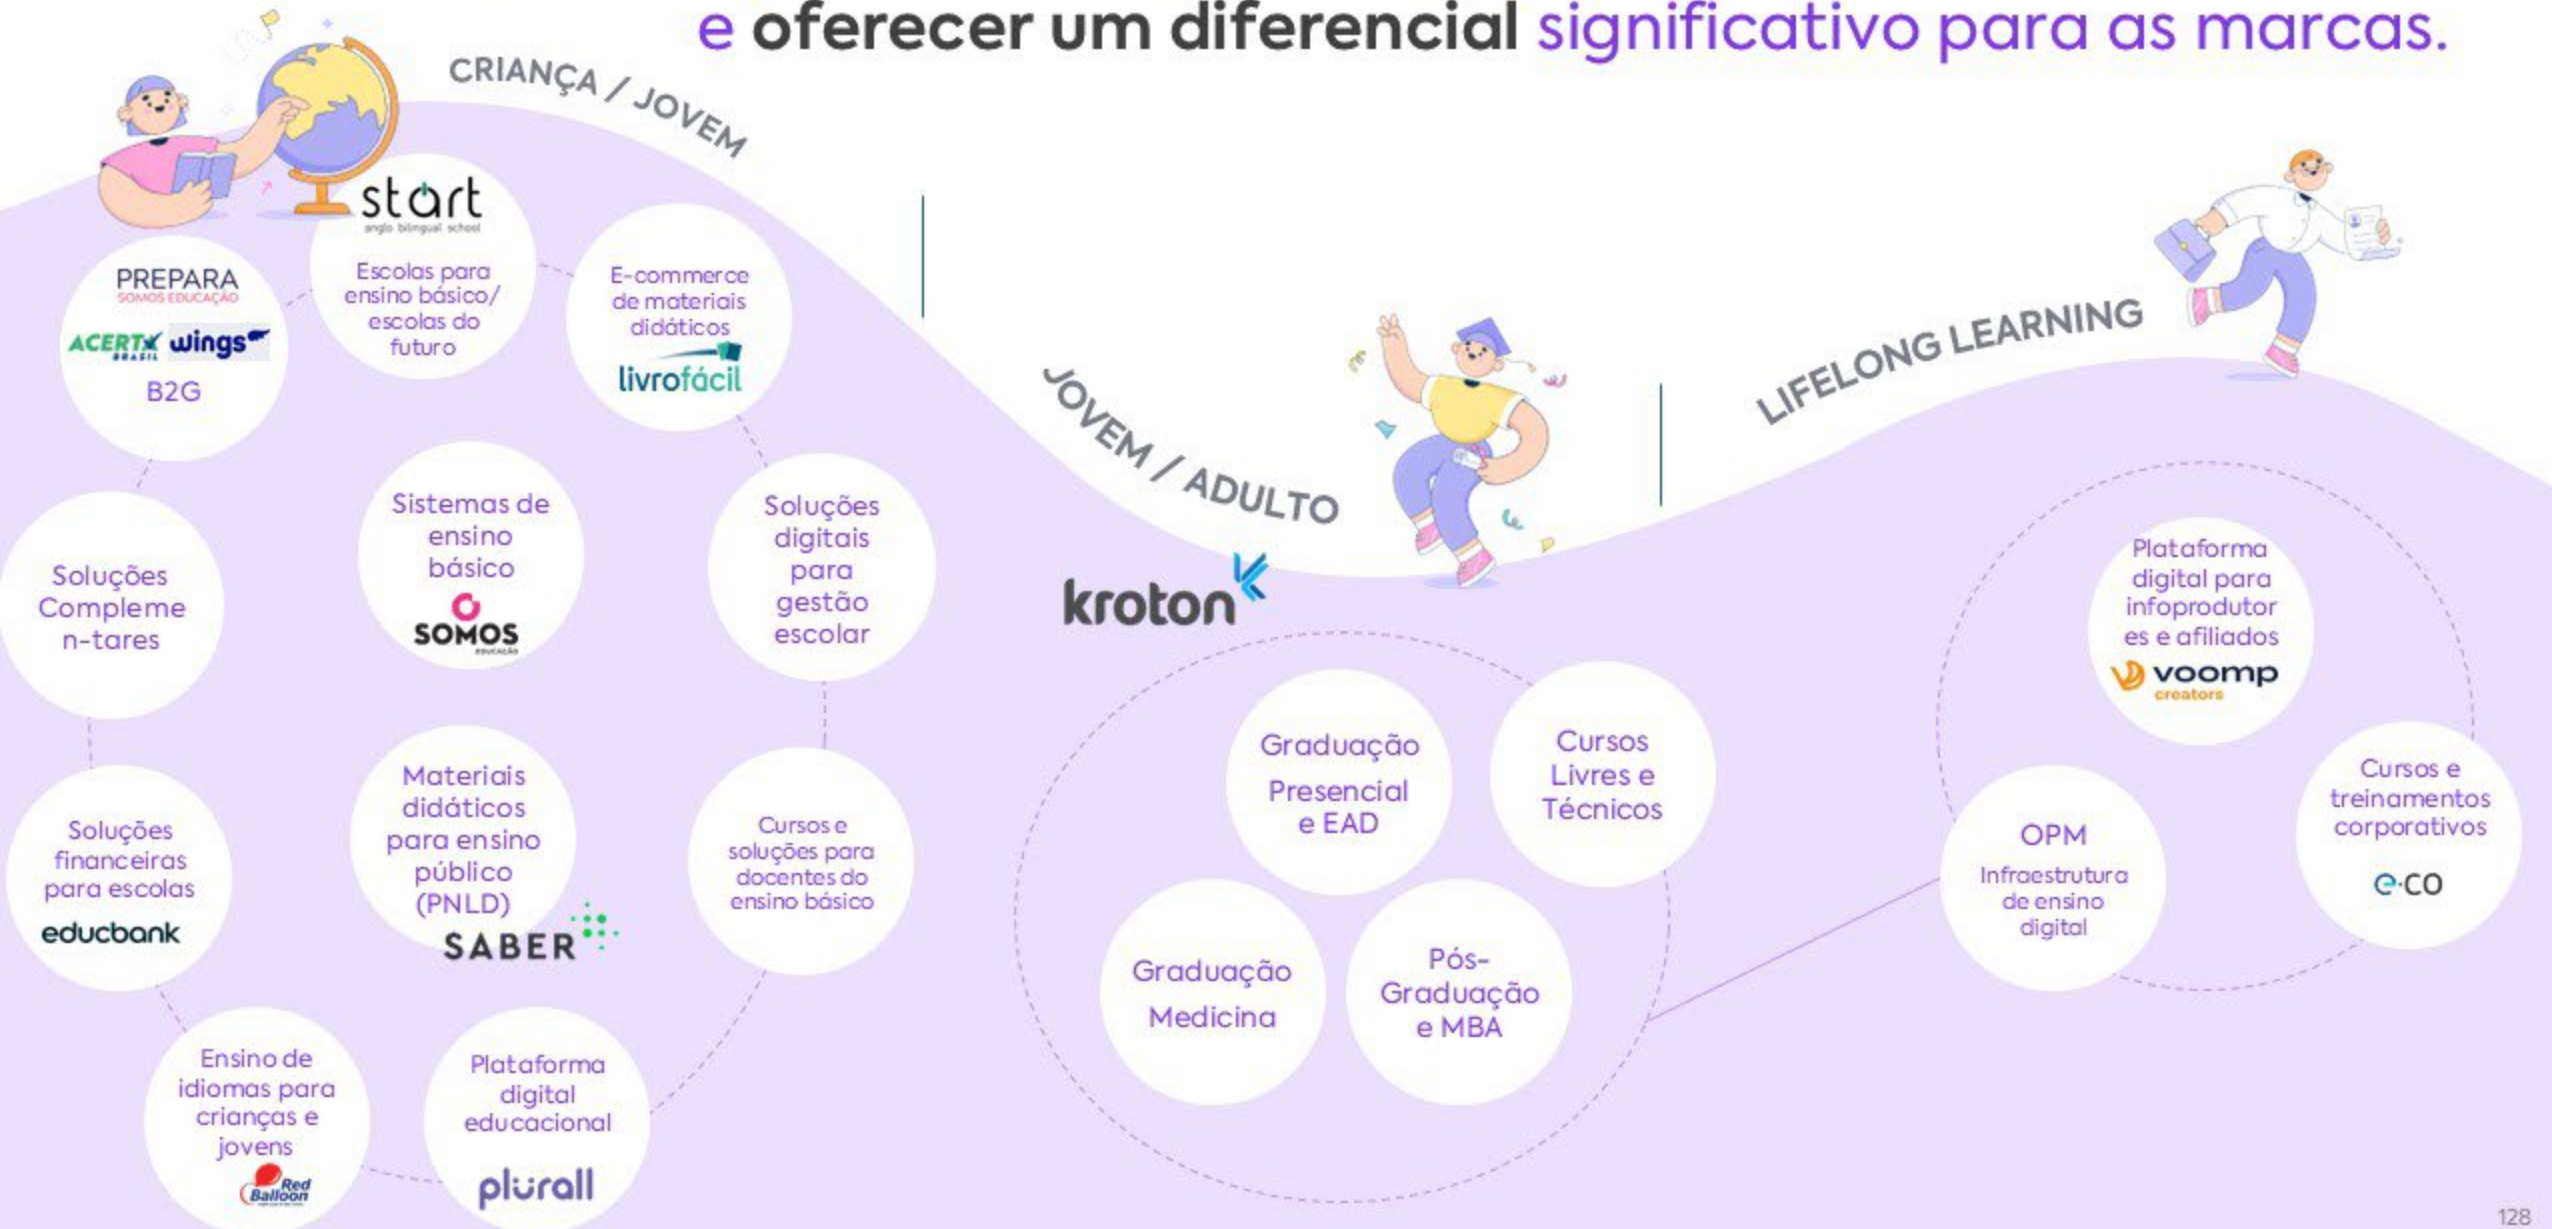 e oferecer um diferencial significativo para as marcas.
CRIANÇA / JOVEM
start
anglo bilingual school
Escolas para
ensino básico/
escolas do
futuro
PREPARA
SOMOS EDUCAÇÃO
ACERTA BRASIL
wings
B2G
E-commerce
de materiais
didáticos
livrofácil
Sistemas de
ensino
básico
SOMOS
EDUCAÇÃO
Soluções
digitais
para
gestão
escolar
Soluções
Compleme
n-tares
Soluções
financeiras
para escolas
educbank
Materiais
didáticos
para ensino
público
(PNLD)
SABER
Cursos e
soluções para
docentes do
ensino básico
Ensino de
idiomas para
crianças e
jovens
Red
Balloon
Plataforma
digital
educacional
plurall
JOVEM / ADULTO
kroton
Graduação
Presencial
e EAD
Cursos
Livres e
Técnicos
Graduação
Medicina
Pós-
Graduação
e MBA
LIFELONG LEARNING
Plataforma
digital para
infoprodutor
es e afiliados
voomp
creators
OPM
Infraestrutura
de ensino
digital
Cursos e
treinamentos
corporativos
e·co
128